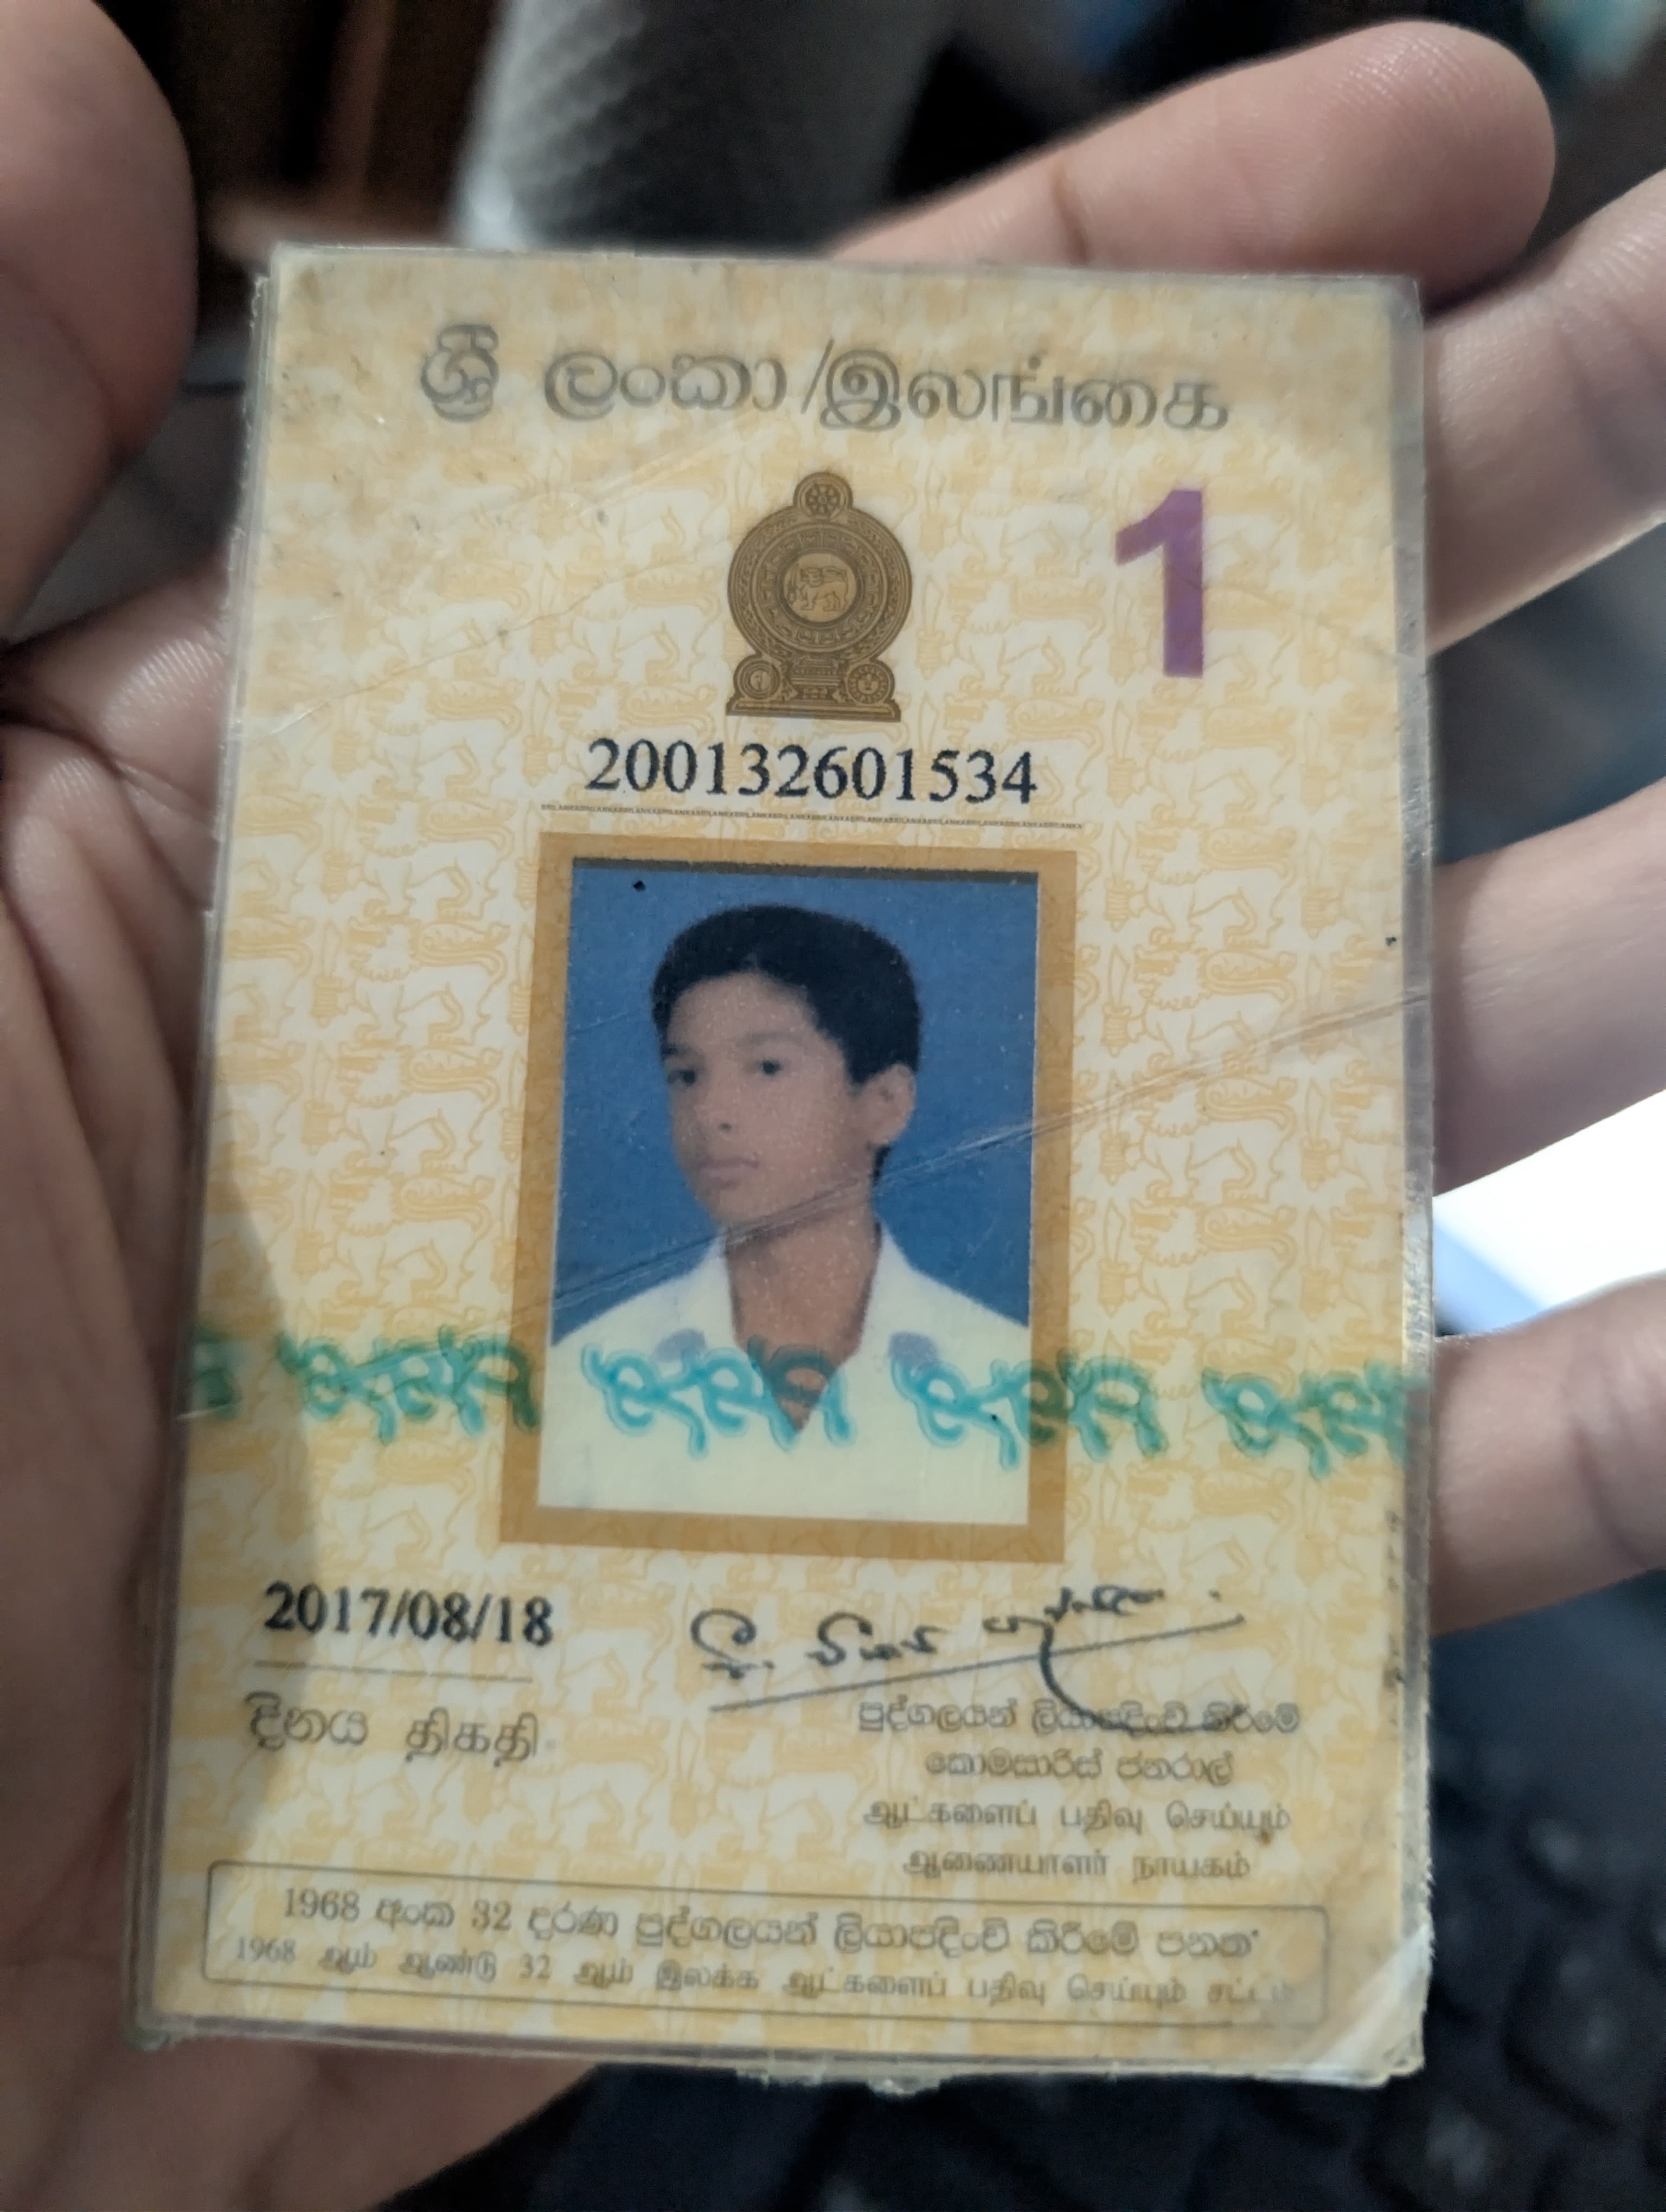 ශ්‍රී ලංකා/இலங்கை
1
200132601534
2017/08/18
දිනය திகதி
පුද්ගලයන් ලියාපදිංචි කිරීමේ
කොමසාරිස් ජනරාල්
ஆட்களைப் பதிவு செய்யும்
ஆணையாளர் நாயகம்
1968 අංක 32 දරණ පුද්ගලයන් ලියාපදිංචි කිරීමේ පනත
1968 ஆம் ஆண்டு 32 ஆம் இலக்க ஆட்களைப் பதிவு செய்யும் சட்டம்